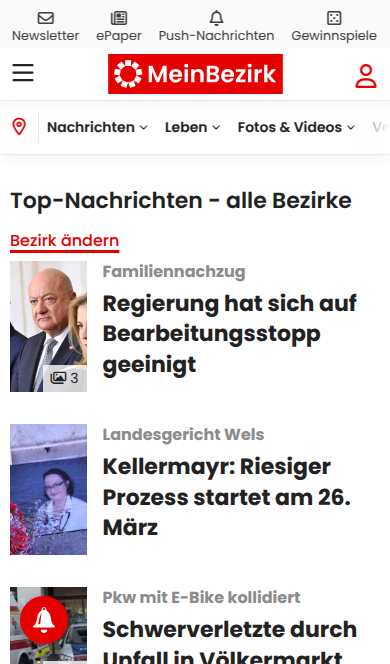 Newsletter ePaper Push-Nachrichten Gewinnspiele
MeinBezirk
Nachrichten Leben Fotos & Videos
Top-Nachrichten - alle Bezirke
Bezirk ändern
Familiennachzug
Regierung hat sich auf
Bearbeitungsstopp
geeinigt
3
Landesgericht Wels
Kellermayr: Riesiger
Prozess startet am 26.
März
Pkw mit E-Bike kollidiert
Schwerverletzte durch
Unfall in Völkermarkt